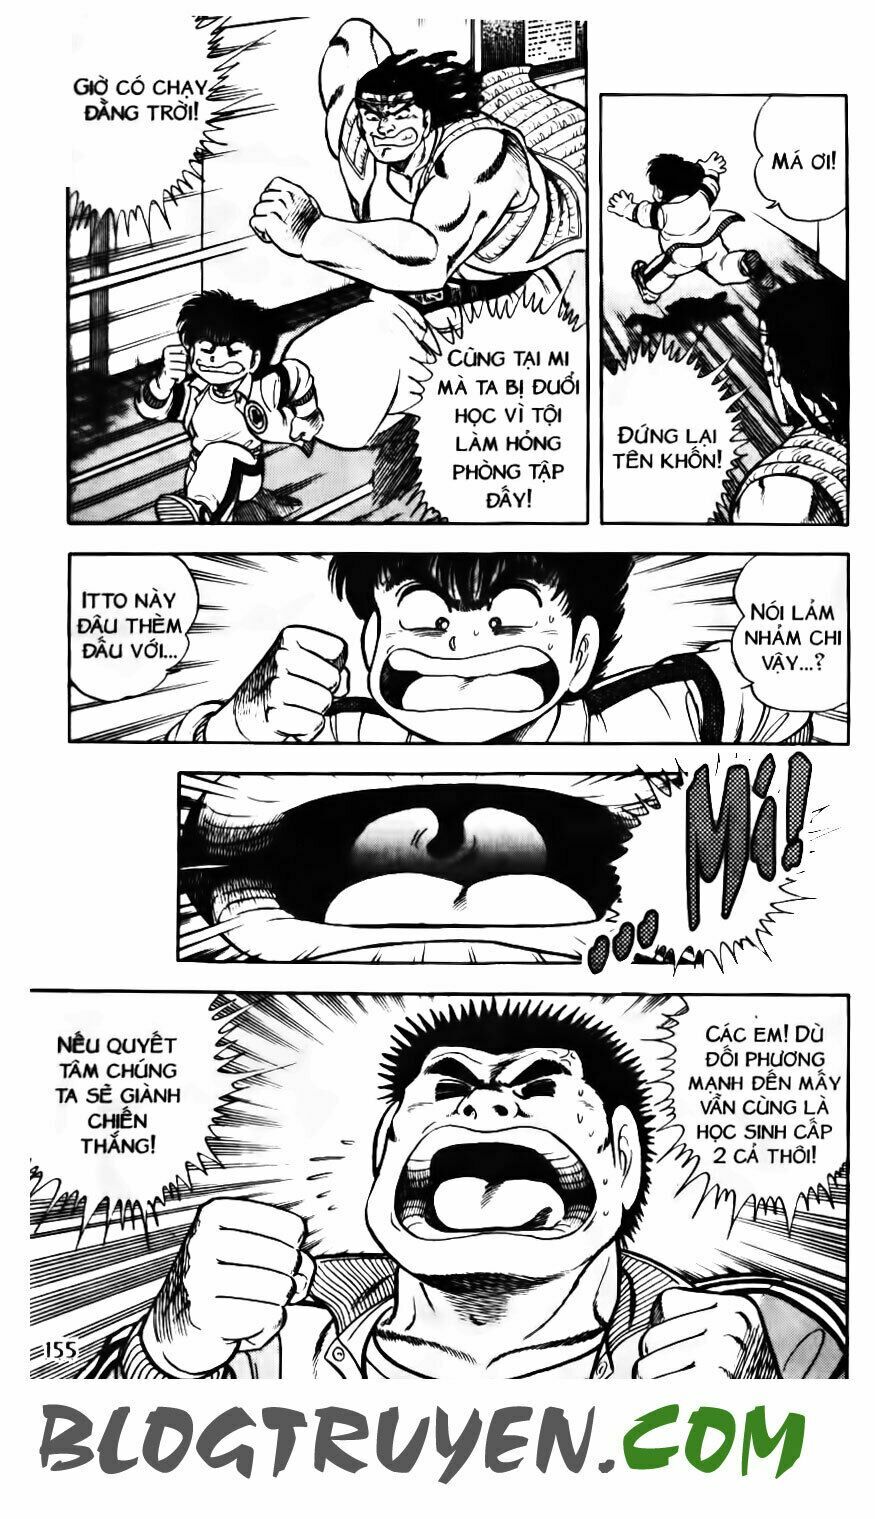 MÁ ƠI!
ĐỨNG LẠI
TÊN KHỐN!
GIỜ CÓ CHẠY
ĐẰNG TRỜI!
CŨNG TẠI MI
MÀ TA BỊ ĐUỔI
HỌC VÌ TỘI
LÀM HỎNG
PHÒNG TẬP
ĐẤY!
NÓI LẢM
NHẢM CHI
VẬY...?
ITTO NÀY
ĐÂU THÈM
ĐẤU VỚI...
...MÍ!
CÁC EM! DÙ
ĐỐI PHƯƠNG
MẠNH ĐẾN MẤY
VẪN CÙNG LÀ
HỌC SINH CẤP
2 CẢ THÔI!
NẾU QUYẾT
TÂM CHÚNG
TA SẼ GIÀNH
CHIẾN
THẮNG!
155
BLOGTRUYEN.COM